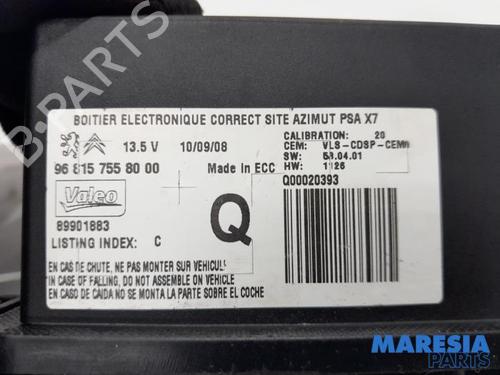 BOITIER ELECTRONIQUE CORRECT SITE AZIMUT PSA X7
13.5 V 10/09/08
CALIBRATION: 20
CEM: VLS-CDSP-CEM0
SW: 58.04.01
HW: 1126
96 815 755 80 00
Made in ECC
Q00020393
Valeo
89901883
LISTING INDEX: C
Q
EN CAS DE CHUTE, NE PAS MONTER SUR VEHICULE
IN CASE OF FALLING, DO NOT ASSEMBLE ON VEHICLE
EN CASO DE CAIDA NO SE MONTA LA PARTE SOBRE EL COCHE
MARESIA
PARTS